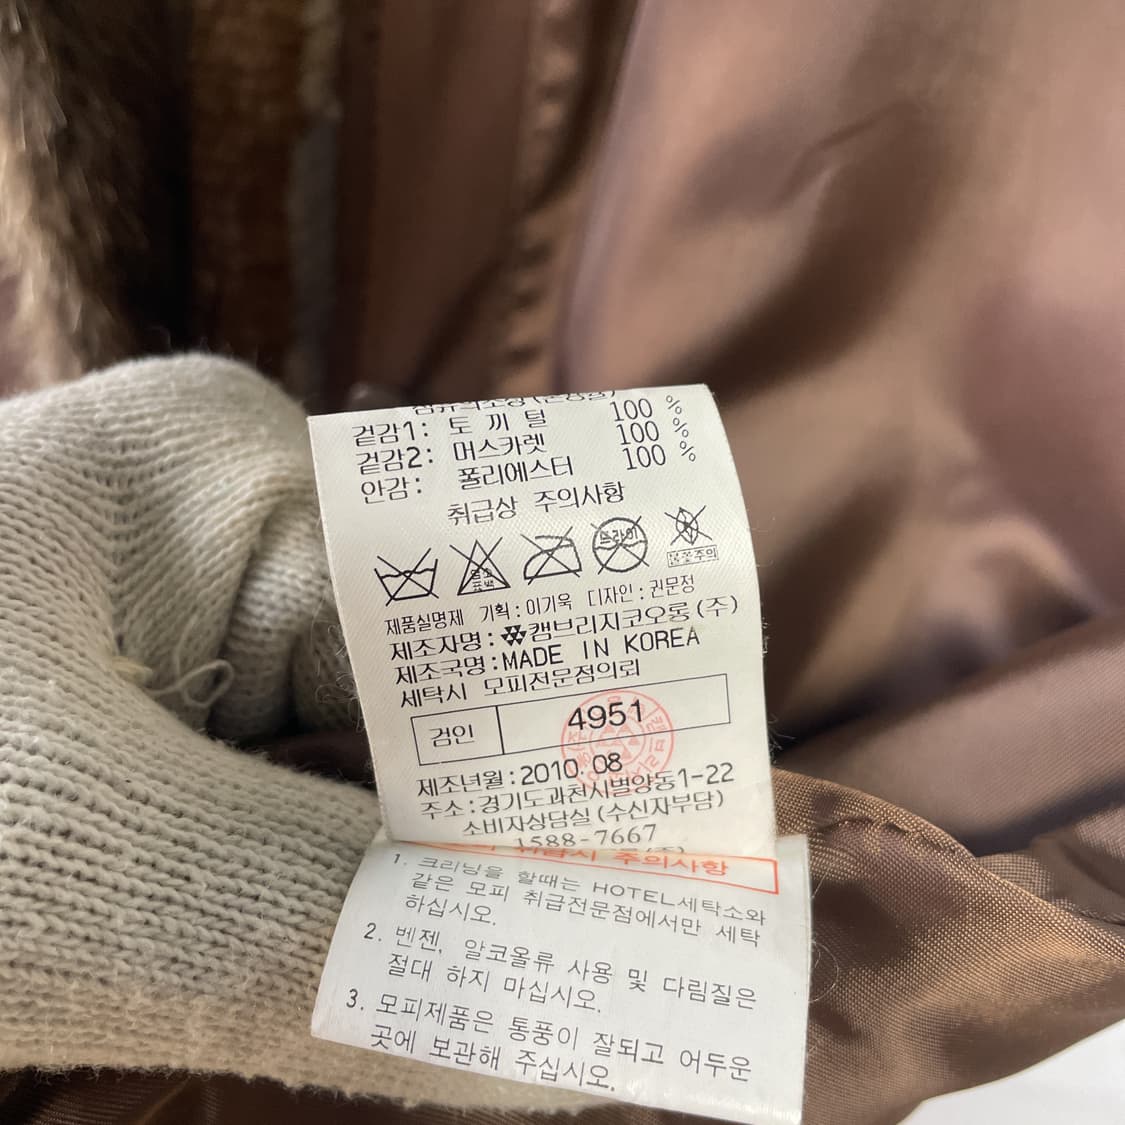 겉감1: 토 끼 털 100 %
겉감2: 머스카렛 100 %
안감: 폴리에스터 100 %
취급상 주의사항
염소 표백
드라이
제품실명제 기획: 이기욱 디자인: 권문정
제조자명: 캠브리지코오롱(주)
제조국명:MADE IN KOREA
세탁시 모피전문점의뢰
검인 4951
제조년월:2010.08
주소:경기도과천시별양동1-22
소비자상담실(수신자부담)
1588-7667
취급시 주의사항
1. 크리닝을 할때는 HOTEL세탁소와
같은 모피 취급전문점에서만 세탁
하십시오.
2. 벤젠, 알코올류 사용 및 다림질은
절대 하지 마십시오.
3. 모피제품은 통풍이 잘되고 어두운
곳에 보관해 주십시오.